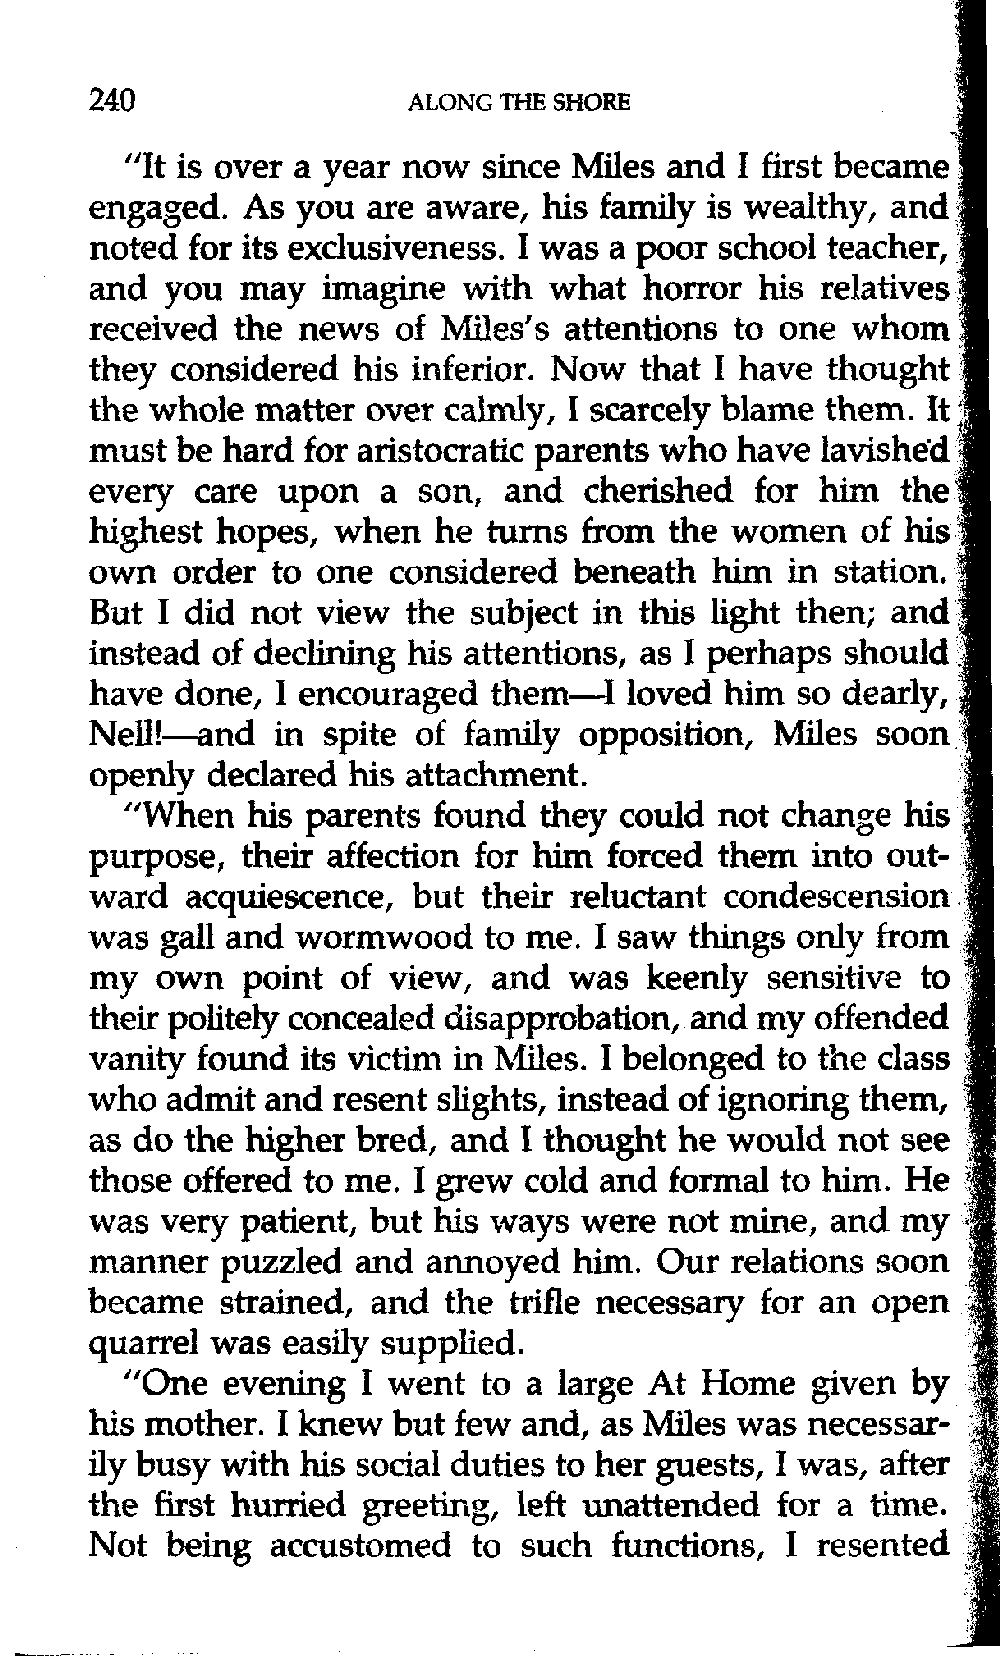 240 ALONG THE SHORE
"It is over a year now since Miles and I first became
engaged. As you are aware, his family is wealthy, and
noted for its exclusiveness. I was a poor school teacher,
and you may imagine with what horror his relatives
received the news of Miles's attentions to one whom
they considered his inferior. Now that I have thought
the whole matter over calmly, I scarcely blame them. It
must be hard for aristocratic parents who have lavished
every care upon a son, and cherished for him the
highest hopes, when he turns from the women of his
own order to one considered beneath him in station.
But I did not view the subject in this light then; and
instead of declining his attentions, as I perhaps should
have done, I encouraged them—I loved him so dearly,
Nell!—and in spite of family opposition, Miles soon
openly declared his attachment.
"When his parents found they could not change his
purpose, their affection for him forced them into out-
ward acquiescence, but their reluctant condescension
was gall and wormwood to me. I saw things only from
my own point of view, and was keenly sensitive to
their politely concealed disapprobation, and my offended
vanity found its victim in Miles. I belonged to the class
who admit and resent slights, instead of ignoring them,
as do the higher bred, and I thought he would not see
those offered to me. I grew cold and formal to him. He
was very patient, but his ways were not mine, and my
manner puzzled and annoyed him. Our relations soon
became strained, and the trifle necessary for an open
quarrel was easily supplied.
"One evening I went to a large At Home given by
his mother. I knew but few and, as Miles was necessar-
ily busy with his social duties to her guests, I was, after
the first hurried greeting, left unattended for a time.
Not being accustomed to such functions, I resented